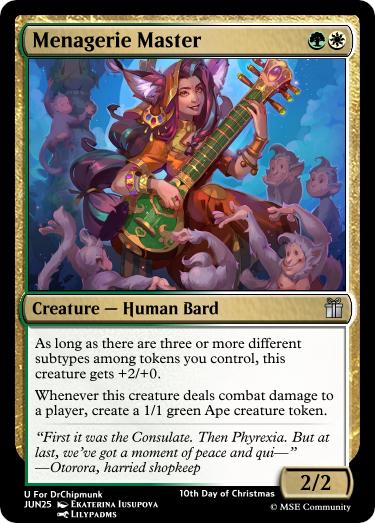 Menagerie Master
Creature — Human Bard
As long as there are three or more different
subtypes among tokens you control, this
creature gets +2/+0.
Whenever this creature deals combat damage to
a player, create a 1/1 green Ape creature token.
“First it was the Consulate. Then Phyrexia. But at
last, we’ve got a moment of peace and qui—”
—Otorora, harried shopkeep
2/2
U For DrChipmunk
10th Day of Christmas
© MSE Community
JUN25 Ekaterina Iusupova
Lilypadms